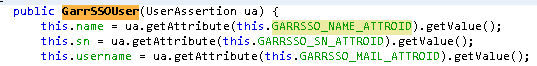 public GarrSSOUser(UserAssertion ua) {
this.name = ua.getAttribute(this.GARRSSO_NAME_ATTROID).getValue();
this.sn = ua.getAttribute(this.GARRSSO_SN_ATTROID).getValue();
this.username = ua.getAttribute(this.GARRSSO_MAIL_ATTROID).getValue();